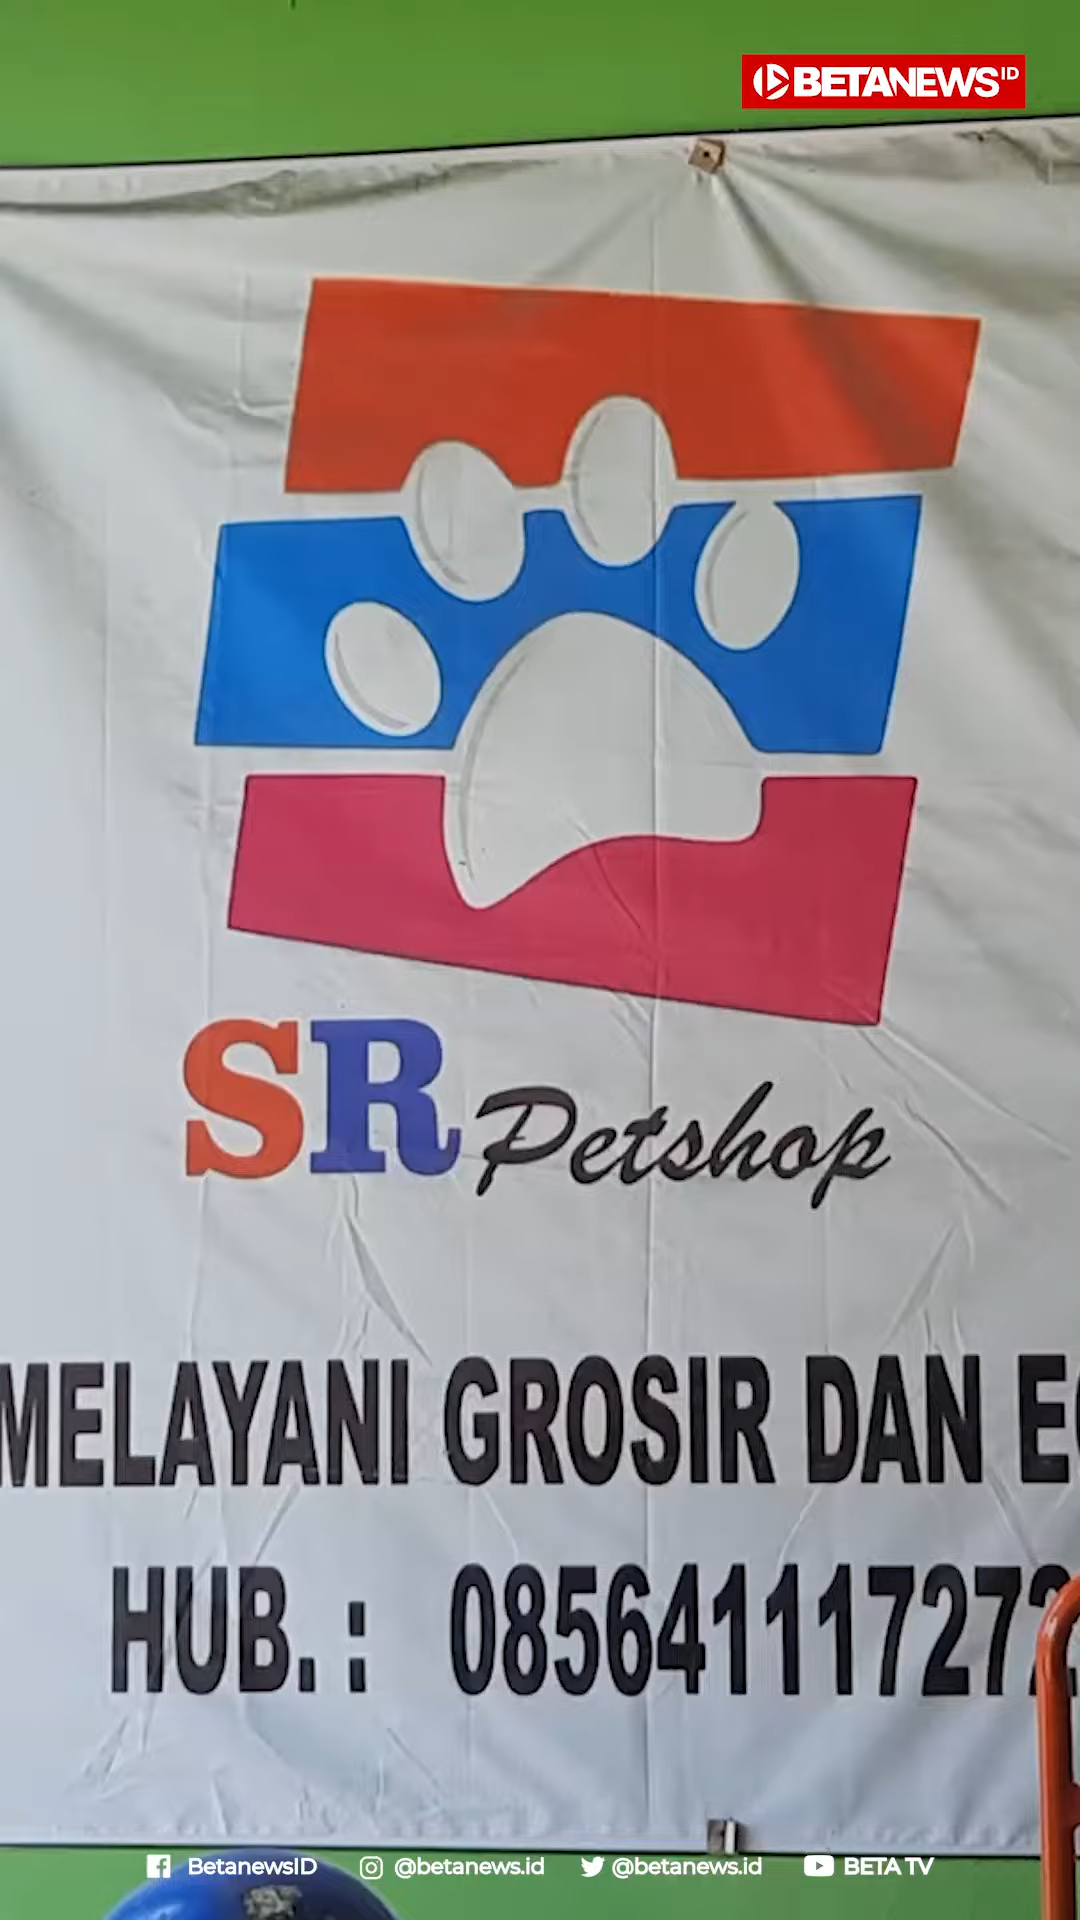 BETANEWS ID
SR Petshop
MELAYANI GROSIR DAN
HUB. : 085641117272
BetanewsID @betanews.id @betanews.id BETA TV